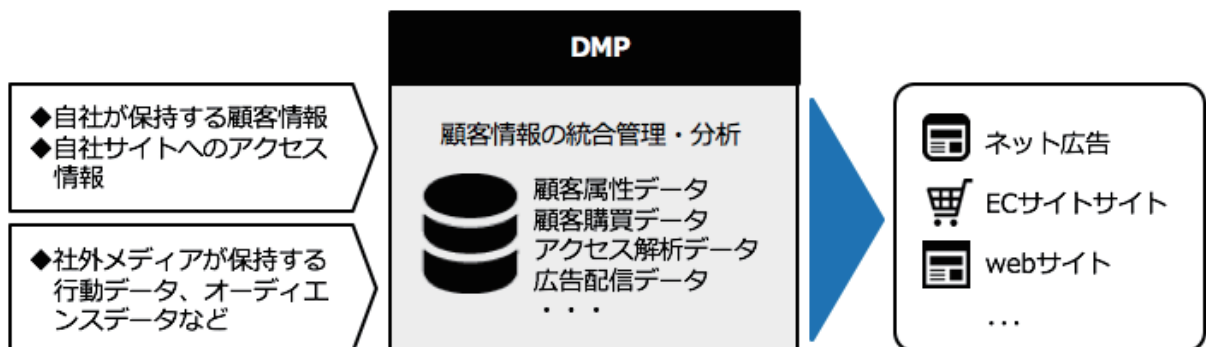 ◆自社が保持する顧客情報
◆自社サイトへのアクセス
情報
◆社外メディアが保持する
行動データ、オーディエ
ンスデータなど
DMP
顧客情報の統合管理・分析
顧客属性データ
顧客購買データ
アクセス解析データ
広告配信データ
・・・
ネット広告
ECサイトサイト
webサイト
…